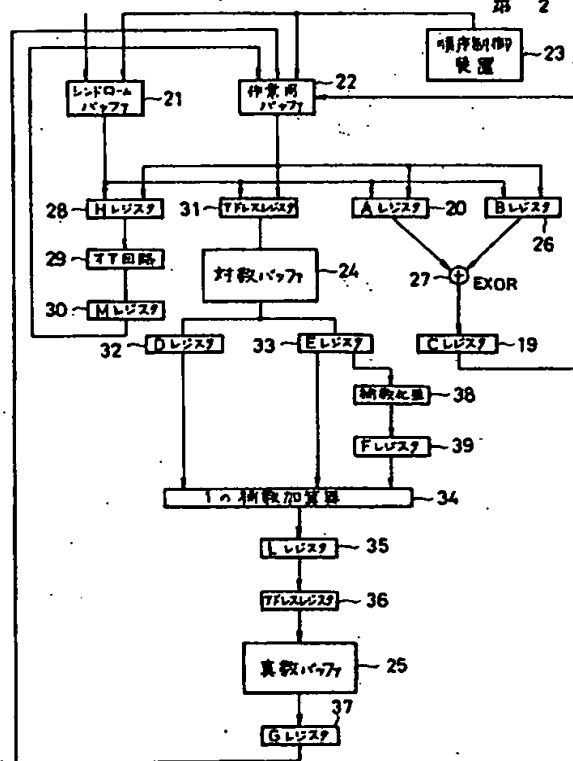 第 2
順序制御
装置
23
シンドローム
バッファ
21
作業用
バッファ
22
28
Hレジスタ
31
アドレスレジスタ
Aレジスタ
20
Bレジスタ
26
29
OT回路
対数バッファ
24
27
EXOR
30
Mレジスタ
32
Dレジスタ
33
Eレジスタ
Cレジスタ
19
補数処理
38
Fレジスタ
39
1の補数加算器
34
Lレジスタ
35
アドレスレジスタ
36
真数バッファ
25
37
Gレジスタ